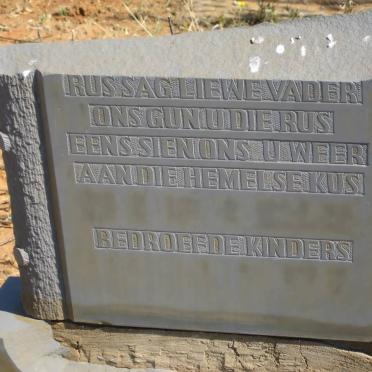 RUS SAG LIEWE VADER
ONS GUN U DIE RUS
EENS SIEN ONS U WEER
AAN DIE HEMELSE KUS
BEDROEFDE KINDERS